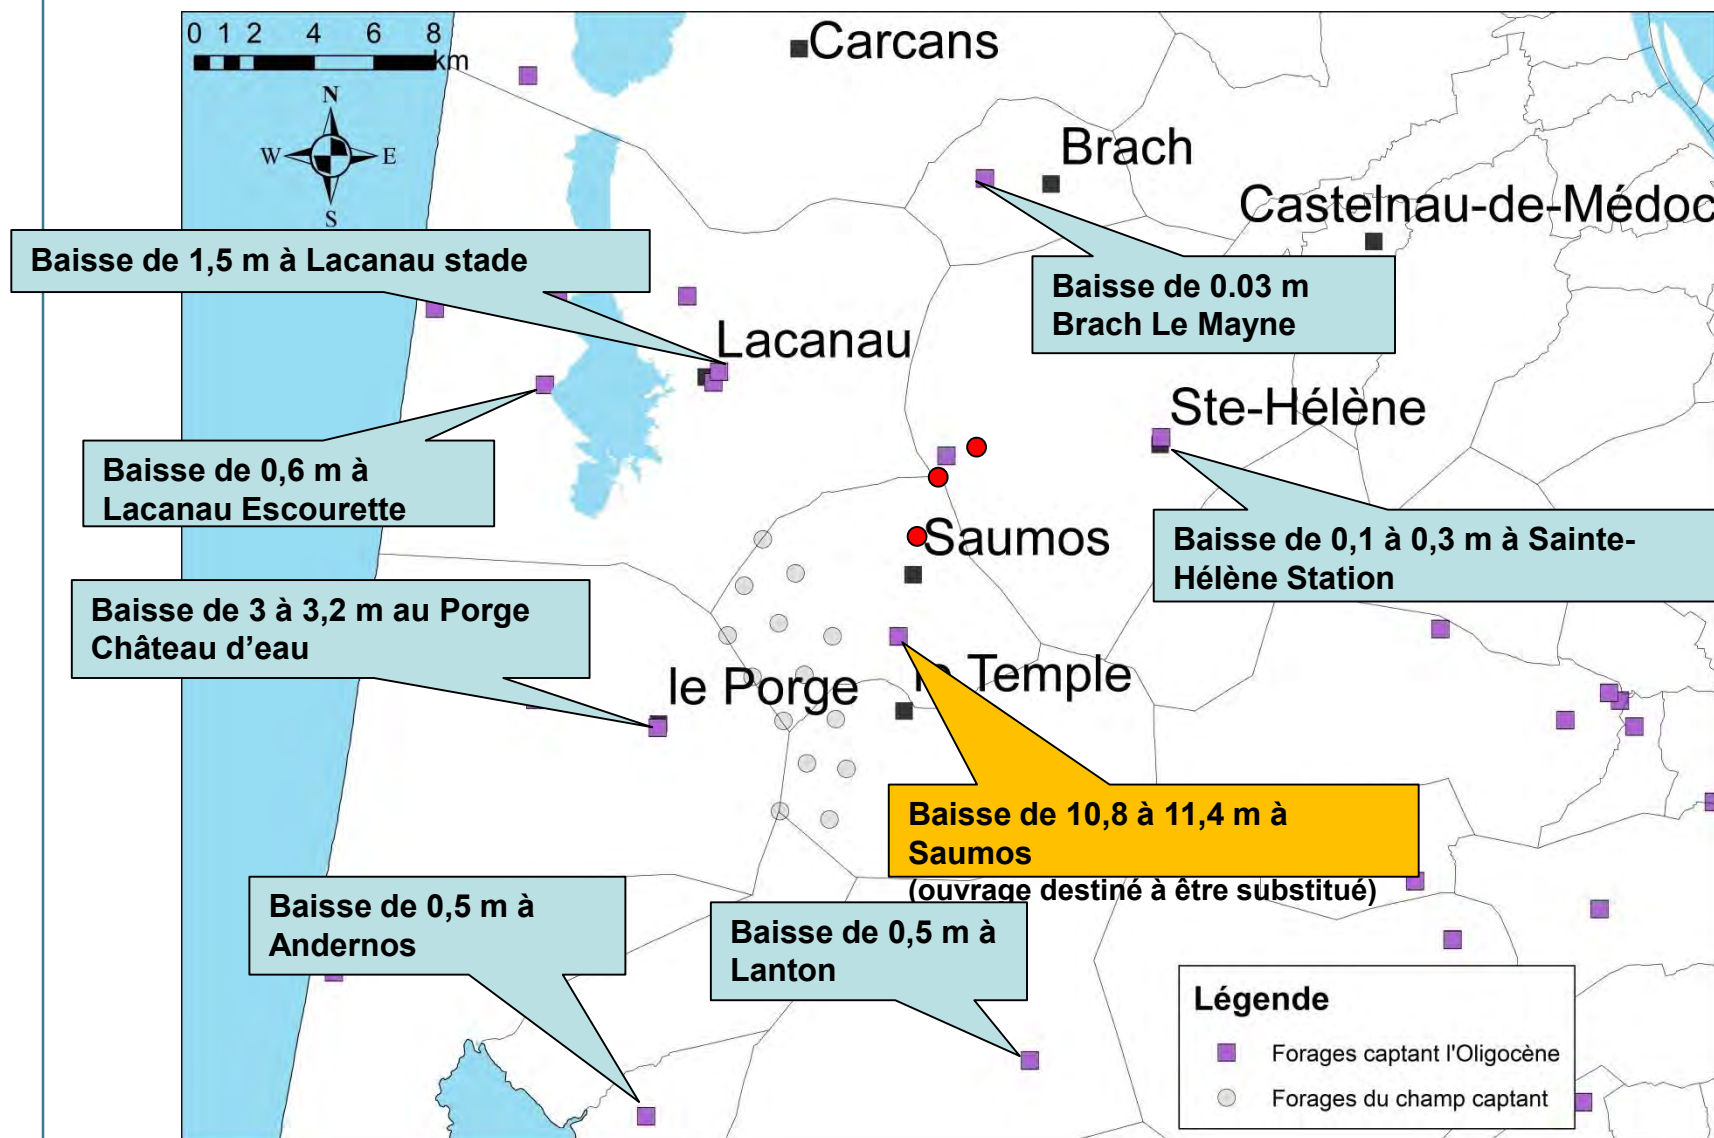 0 1 2 4 6 8
km
Carcans
N
W E
S
Brach
Castelnau-de-Médoc
Baisse de 1,5 m à Lacanau stade
Baisse de 0.03 m
Brach Le Mayne
Lacanau
Ste-Hélène
Baisse de 0,6 m à
Lacanau Escourette
Saumos
Baisse de 0,1 à 0,3 m à Sainte-
Hélène Station
Baisse de 3 à 3,2 m au Porge
Château d’eau
le Porge
le Temple
Baisse de 10,8 à 11,4 m à
Saumos
(ouvrage destiné à être substitué)
Baisse de 0,5 m à
Andernos
Baisse de 0,5 m à
Lanton
Légende
Forages captant l'Oligocène
Forages du champ captant